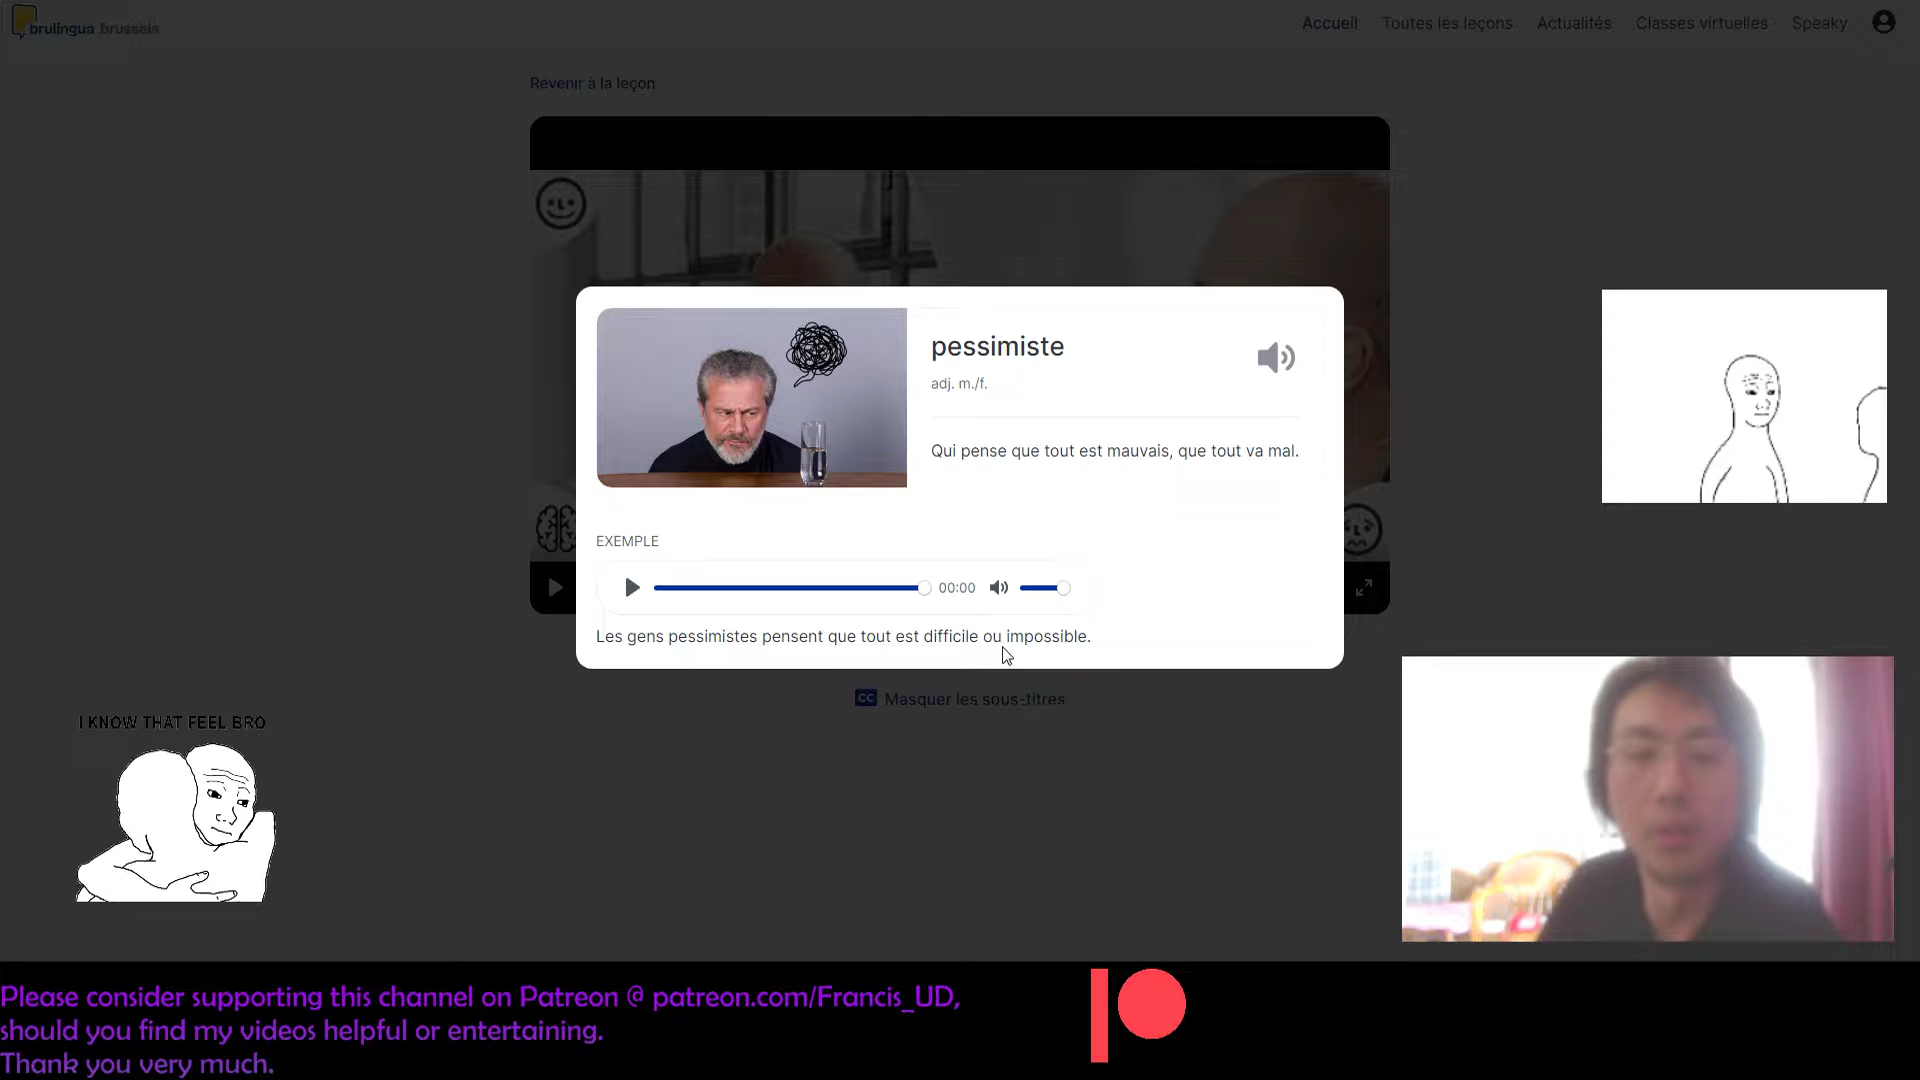 brulingua.brussels
Accueil
Toutes les leçons
Actualités
Classes virtuelles
Speaky
Revenir à la leçon
pessimiste
adj. m./f.
Qui pense que tout est mauvais, que tout va mal.
EXEMPLE
00:00
Les gens pessimistes pensent que tout est difficile ou impossible.
CC Masquer les sous-titres
I KNOW THAT FEEL BRO
Please consider supporting this channel on Patreon @ patreon.com/Francis_UD,
should you find my videos helpful or entertaining.
Thank you very much.